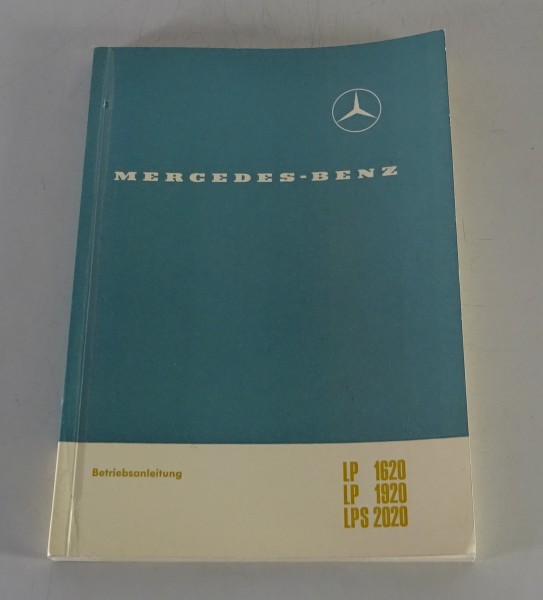 MERCEDES-BENZ
Betriebsanleitung
LP 1620
LP 1920
LPS 2020